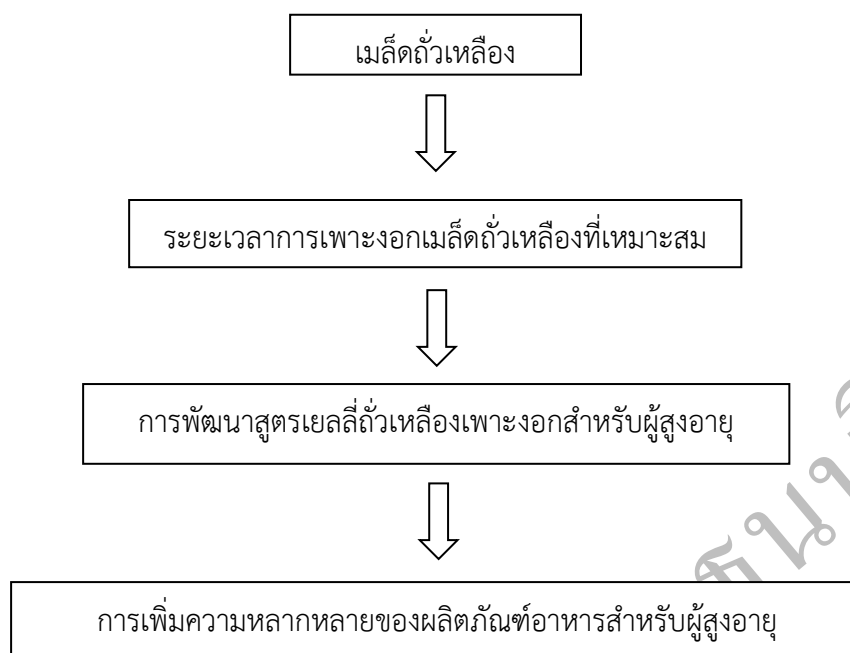 เมล็ดถั่วเหลือง
ระยะเวลาการเพาะงอกเมล็ดถั่วเหลืองที่เหมาะสม
การพัฒนาสูตรเยลลี่ถั่วเหลืองเพาะงอกสำหรับผู้สูงอายุ
การเพิ่มความหลากหลายของผลิตภัณฑ์อาหารสำหรับผู้สูงอายุ